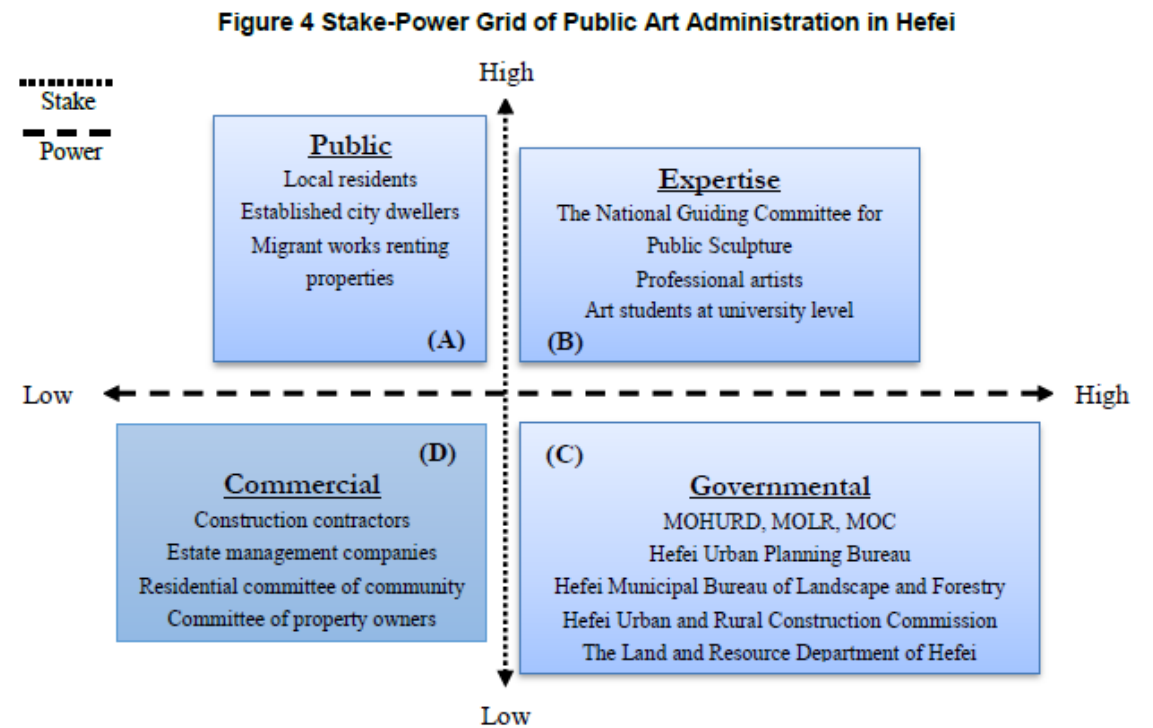 Figure 4 Stake-Power Grid of Public Art Administration in Hefei
High
Stake
Power
Public
Local residents
Established city dwellers
Migrant works renting
properties
(A)
Expertise
The National Guiding Committee for
Public Sculpture
Professional artists
Art students at university level
(B)
Low
High
(D)
Commercial
Construction contractors
Estate management companies
Residential committee of community
Committee of property owners
(C)
Governmental
MOHURD, MOLR, MOC
Hefei Urban Planning Bureau
Hefei Municipal Bureau of Landscape and Forestry
Hefei Urban and Rural Construction Commission
The Land and Resource Department of Hefei
Low